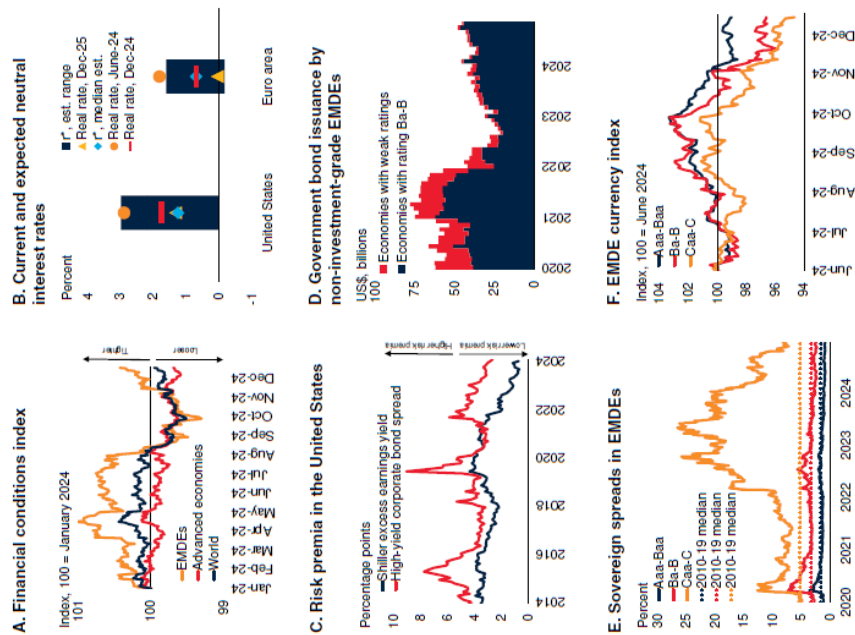 A. Financial conditions index
Index, 100 = January 2024
101
100
99
Tighter
Looser
EMDEs
Advanced economies
World
Jan-24
Feb-24
Mar-24
Apr-24
May-24
Jun-24
Jul-24
Aug-24
Sep-24
Oct-24
Nov-24
Dec-24
B. Current and expected neutral
interest rates
Percent
4
3
2
1
0
-1
r*, est. range
Real rate, Dec-25
r*, median est.
Real rate, June-24
Real rate, Dec-24
United States
Euro area
C. Risk premia in the United States
Percentage points
10
8
6
4
2
0
Shiller excess earnings yield
High-yield corporate bond spread
Higher risk premia
Lower risk premia
2014
2016
2018
2020
2022
2024
D. Government bond issuance by
non-investment-grade EMDEs
US$, billions
100
75
50
25
0
Economies with weak ratings
Economies with rating Ba-B
2020
2021
2022
2023
2024
E. Sovereign spreads in EMDEs
Percent
30
25
20
15
10
5
0
Aaa-Baa
Ba-B
Caa-C
2010-19 median
2010-19 median
2010-19 median
2020
2021
2022
2023
2024
F. EMDE currency index
Index, 100 = June 2024
104
102
100
98
96
94
Aaa-Baa
Ba-B
Caa-C
Jun-24
Jul-24
Aug-24
Sep-24
Oct-24
Nov-24
Dec-24